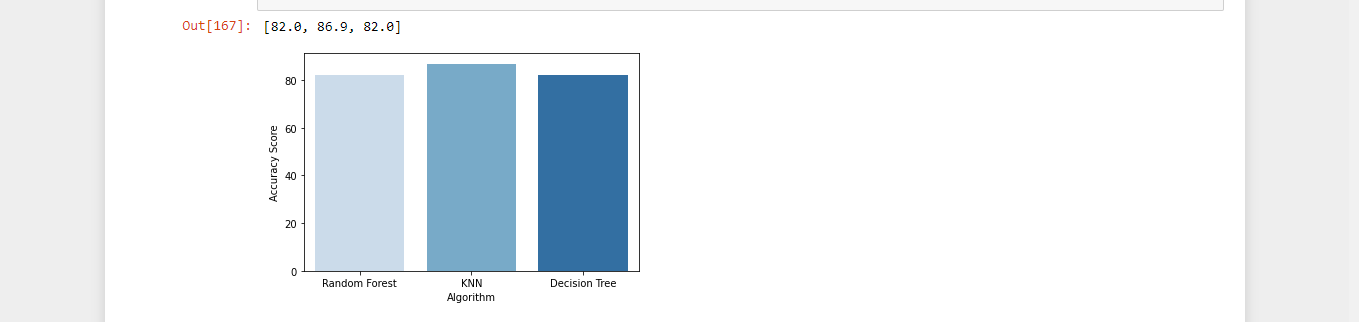 Out[167]: [82.0, 86.9, 82.0]
80
60
40
20
0
Accuracy Score
Random Forest KNN Decision Tree
Algorithm